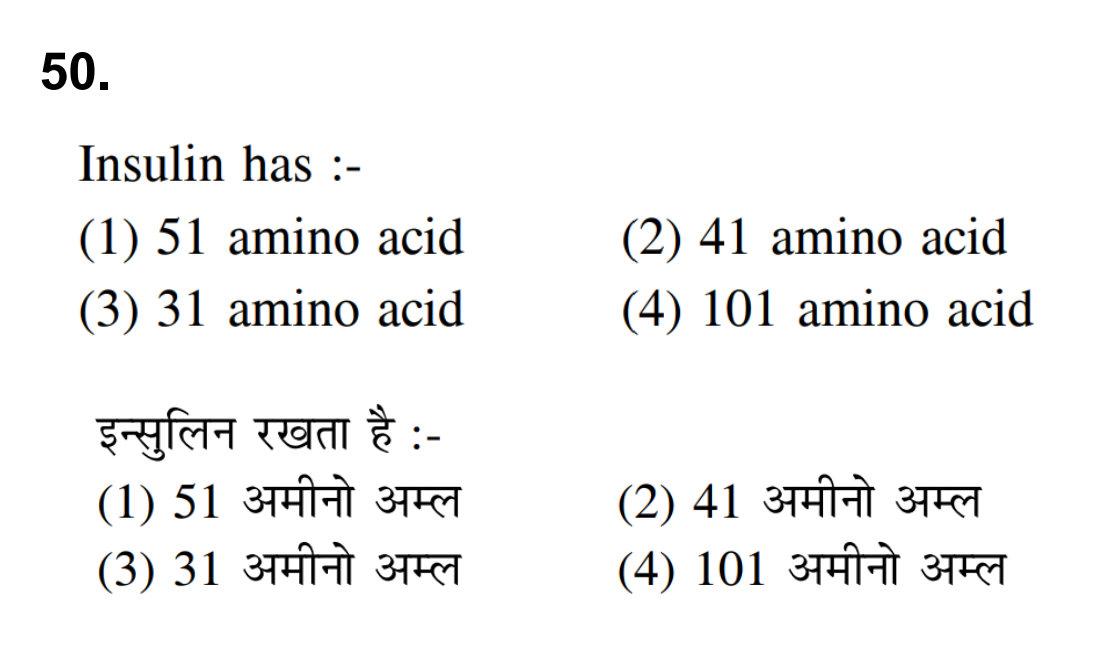 50.
Insulin has :-
(1) 51 amino acid (2) 41 amino acid
(3) 31 amino acid (4) 101 amino acid
इन्सुलिन रखता है :-
(1) 51 अमीनो अम्ल (2) 41 अमीनो अम्ल
(3) 31 अमीनो अम्ल (4) 101 अमीनो अम्ल